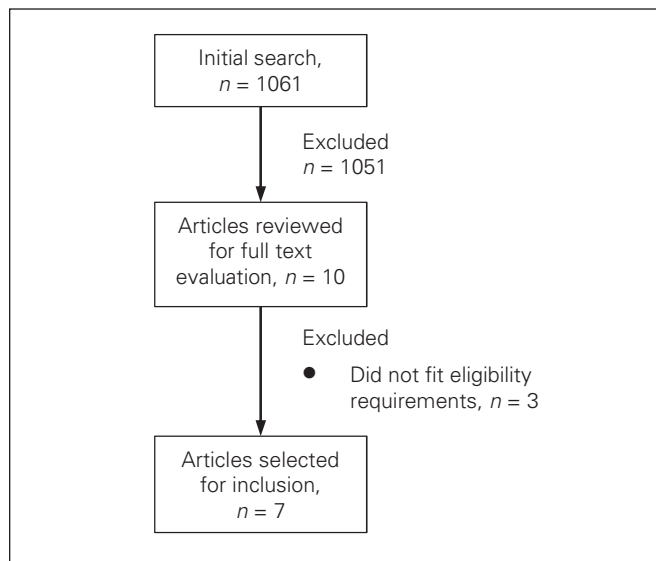 Initial search,
n = 1061
Excluded
n = 1051
Articles reviewed
for full text
evaluation, n = 10
Excluded
● Did not fit eligibility
requirements, n = 3
Articles selected
for inclusion,
n = 7